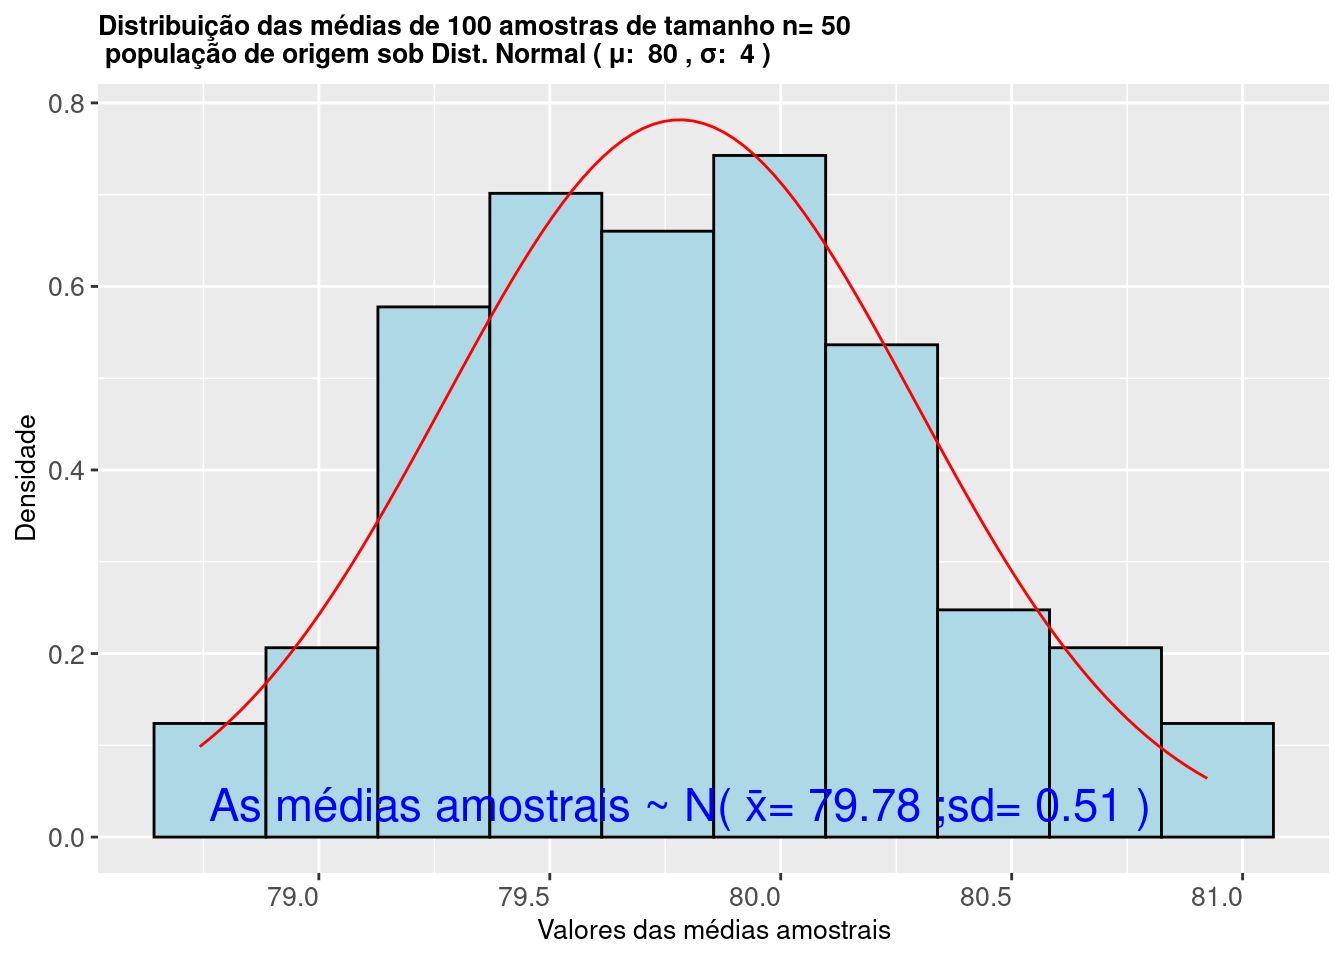 Distribuição das médias de 100 amostras de tamanho n= 50
população de origem sob Dist. Normal ( μ:  80 , σ:  4 )
0.8
0.6
0.4
0.2
0.0
Densidade
As médias amostrais ~ N( x̄= 79.78 ;sd= 0.51 )
79.0 79.5 80.0 80.5 81.0
Valores das médias amostrais